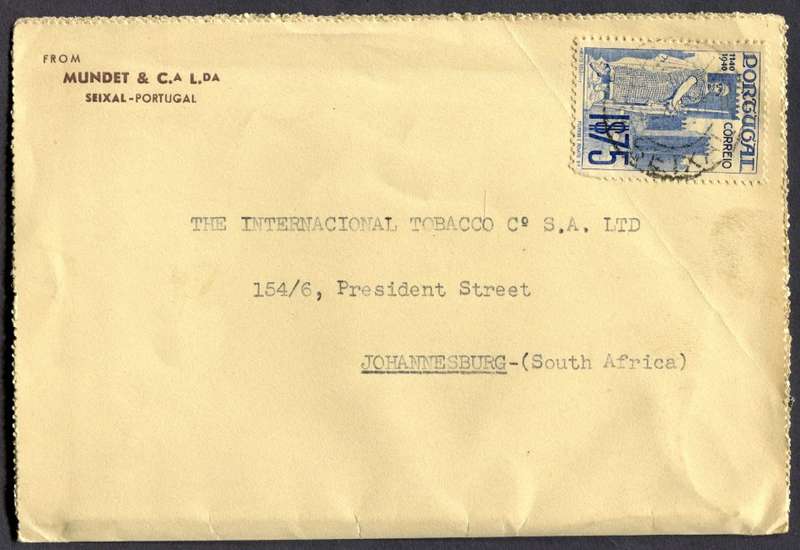 FROM
MUNDET & C.A L.DA
SEIXAL-PORTUGAL
PORTUGAL
1140
1940
CORREIO
1$75
THE INTERNACIONAL TOBACCO Cº S.A. LTD
154/6, President Street
JOHANNESBURG-(South Africa)